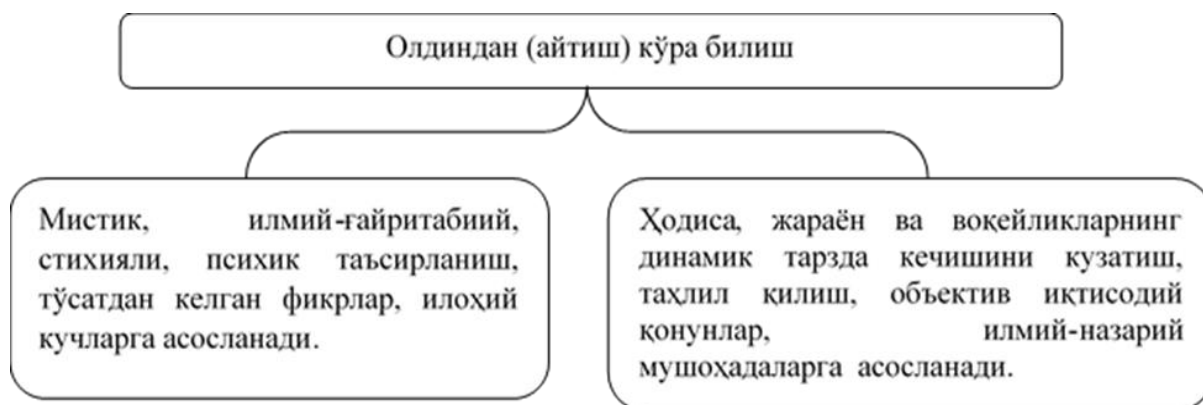 Олдиндан (айтиш) кўра билиш
Мистик, илмий-ғайритабиий,
стихияли, психик таъсирланиш,
тўсатдан келган фикрлар, илоҳий
кучларга асосланади.
Ҳодиса, жараён ва воқейликларнинг
динамик тарзда кечишини кузатиш,
таҳлил қилиш, объектив иқтисодий
қонунлар, илмий-назарий
мушоҳадаларга асосланади.